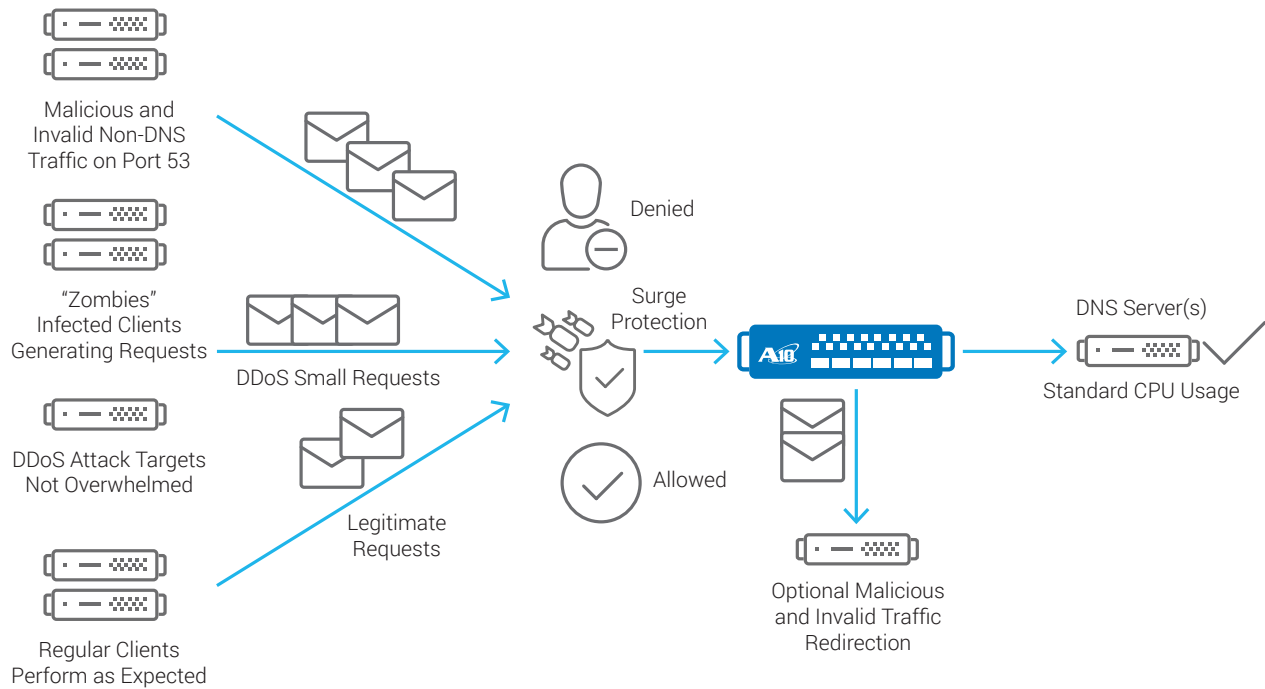 Malicious and
Invalid Non-DNS
Traffic on Port 53
“Zombies”
Infected Clients
Generating Requests
DDoS Attack Targets
Not Overwhelmed
Regular Clients
Perform as Expected
DDoS Small Requests
Legitimate
Requests
Denied
Surge
Protection
Allowed
A10
DNS Server(s)
Standard CPU Usage
Optional Malicious
and Invalid Traffic
Redirection